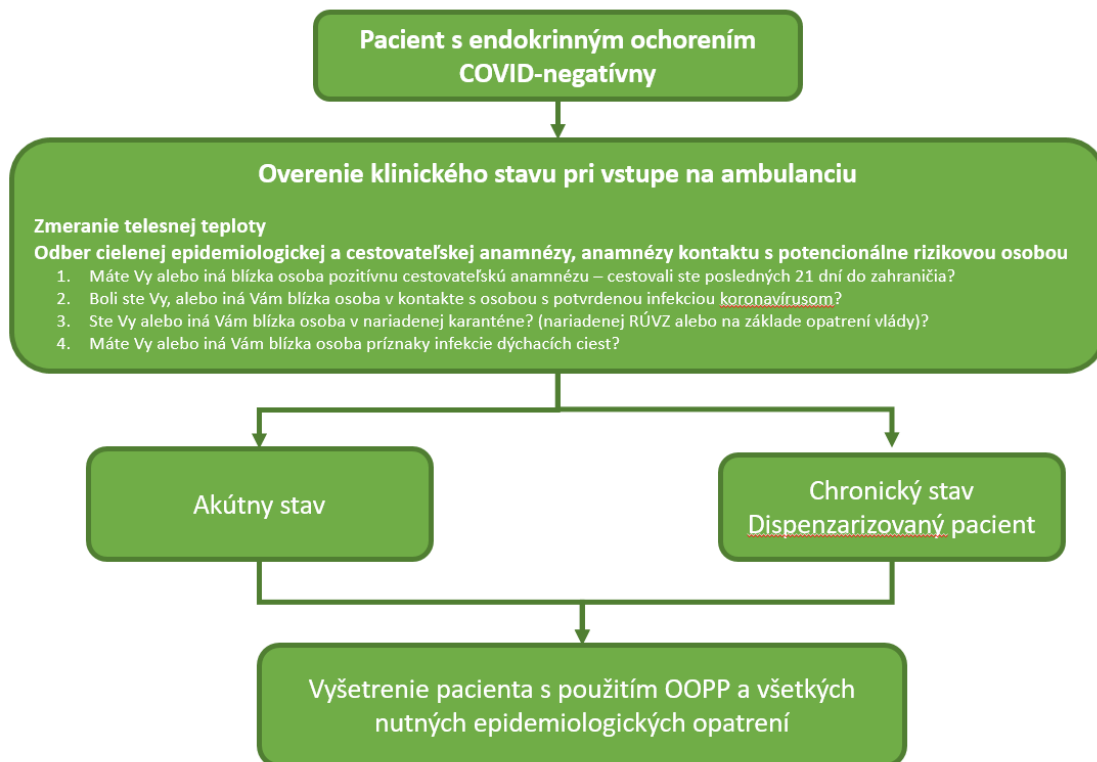 Pacient s endokrinným ochorením
COVID-negatívny
Overenie klinického stavu pri vstupe na ambulanciu
Zmeranie telesnej teploty
Odber cielenej epidemiologickej a cestovateľskej anamnézy, anamnézy kontaktu s potencionálne rizikovou osobou
1. Máte Vy alebo iná blízka osoba pozitívnu cestovateľskú anamnézu – cestovali ste posledných 21 dní do zahraničia?
2. Boli ste Vy, alebo iná Vám blízka osoba v kontakte s osobou s potvrdenou infekciou koronavírusom?
3. Ste Vy alebo iná Vám blízka osoba v nariadenej karanténe? (nariadenej RÚVZ alebo na základe opatrení vlády)?
4. Máte Vy alebo iná Vám blízka osoba príznaky infekcie dýchacích ciest?
Akútny stav
Chronický stav
Dispenzarizovaný pacient
Vyšetrenie pacienta s použitím OOPP a všetkých
nutných epidemiologických opatrení